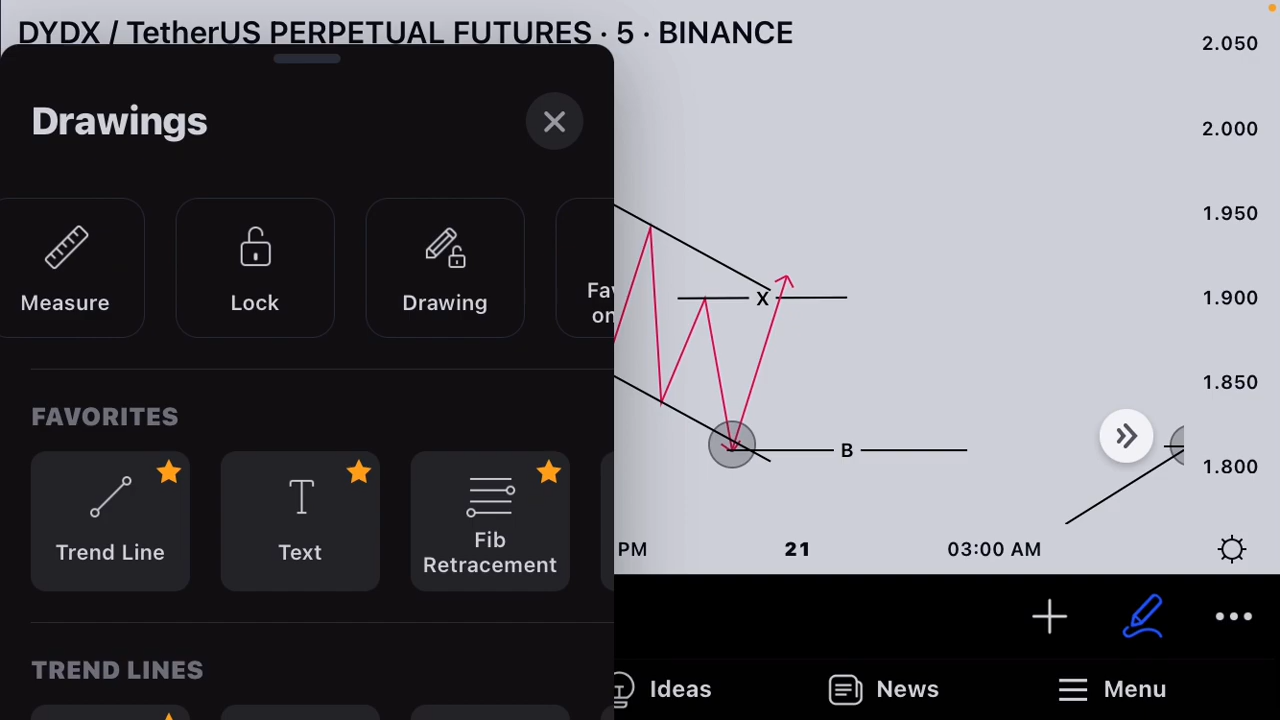 DYDX / TetherUS PERPETUAL FUTURES · 5 · BINANCE
Drawings
Measure
Lock
Drawing
Fav
on
FAVORITES
Trend Line
T
Text
Fib
Retracement
TREND LINES
X
B
2.050
2.000
1.950
1.900
1.850
1.800
PM
21
03:00 AM
Ideas
News
Menu